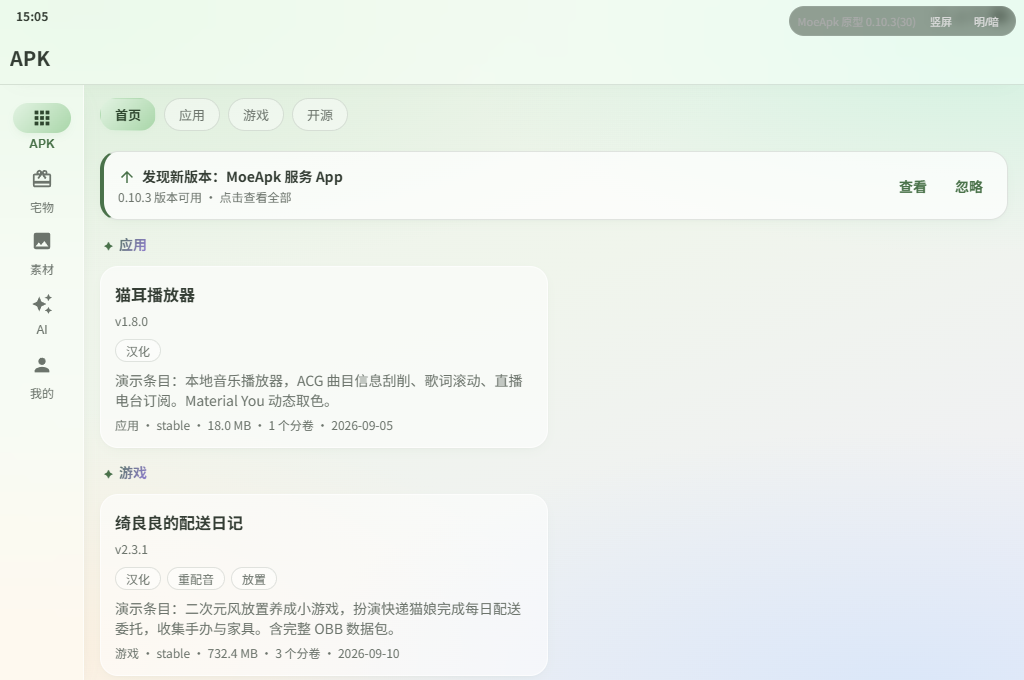 15:05
MoeApk 原型 0.10.3(30) 竖屏 明/暗
APK
APK
宅物
素材
AI
我的
首页 应用 游戏 开源
发现新版本：MoeApk 服务 App
0.10.3 版本可用 · 点击查看全部
查看 忽略
应用
猫耳播放器
v1.8.0
汉化
演示条目：本地音乐播放器，ACG 曲目信息刮削、歌词滚动、直播
电台订阅。Material You 动态取色。
应用 · stable · 18.0 MB · 1 个分卷 · 2026-09-05
游戏
绮良良的配送日记
v2.3.1
汉化 重配音 放置
演示条目：二次元风放置养成小游戏，扮演快递猫娘完成每日配送
委托，收集手办与家具。含完整 OBB 数据包。
游戏 · stable · 732.4 MB · 3 个分卷 · 2026-09-10